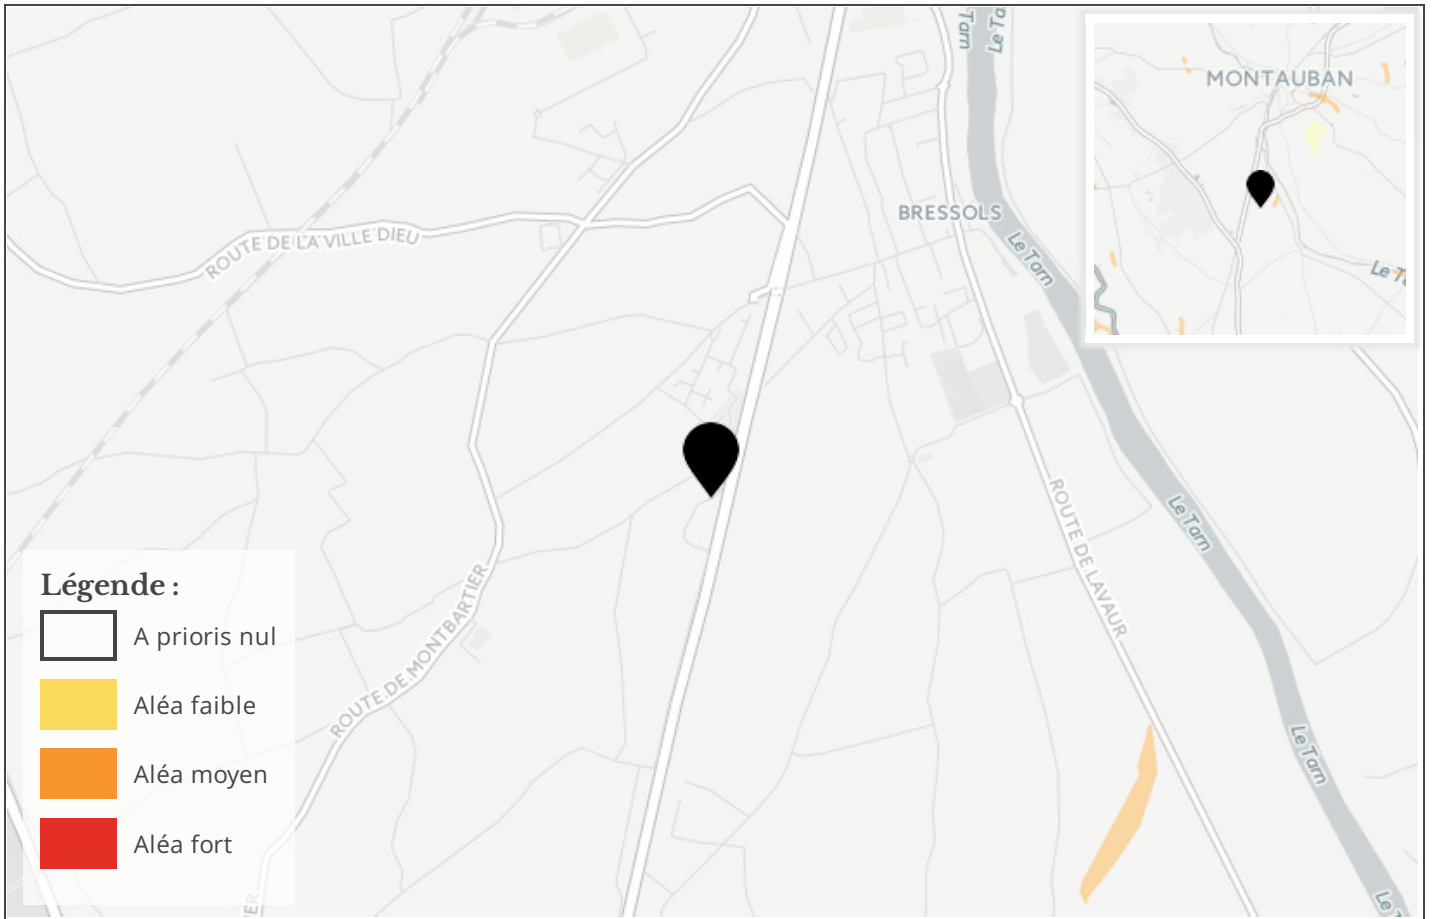 Le Tarn
MONTAUBAN
BRESSOLS
ROUTE DE LA VILLE DIEU
Le Tarn
Le
Le Tarn
ROUTE DE LAVAUR
ROUTE DE MONTBARTIER
Le Tarn
Légende :
A prioris nul
Aléa faible
Aléa moyen
Aléa fort